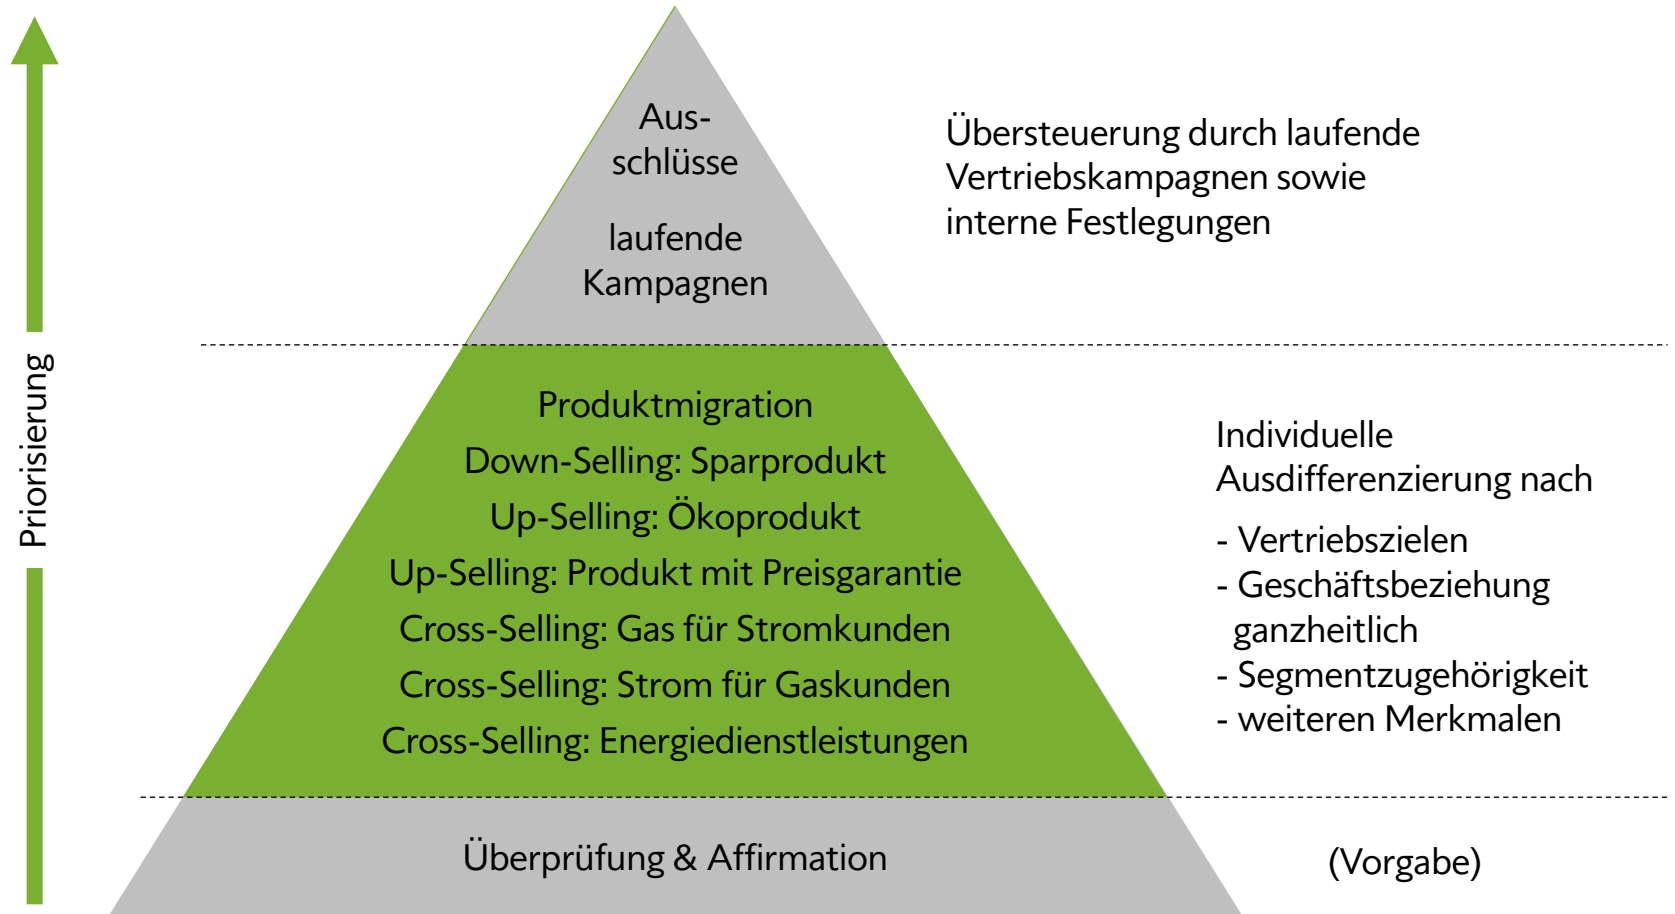 Priorisierung
Aus-
schlüsse
laufende
Kampagnen
Übersteuerung durch laufende
Vertriebskampagnen sowie
interne Festlegungen
Produktmigration
Down-Selling: Sparprodukt
Up-Selling: Ökoprodukt
Up-Selling: Produkt mit Preisgarantie
Cross-Selling: Gas für Stromkunden
Cross-Selling: Strom für Gaskunden
Cross-Selling: Energiedienstleistungen
Individuelle
Ausdifferenzierung nach
- Vertriebszielen
- Geschäftsbeziehung
ganzheitlich
- Segmentzugehörigkeit
- weiteren Merkmalen
Überprüfung & Affirmation
(Vorgabe)